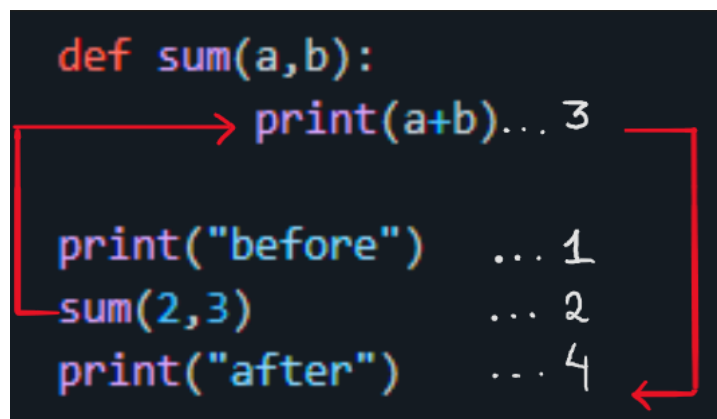 def sum(a,b):
print(a+b)... 3
print("before") ... 1
sum(2,3) ... 2
print("after") ... 4